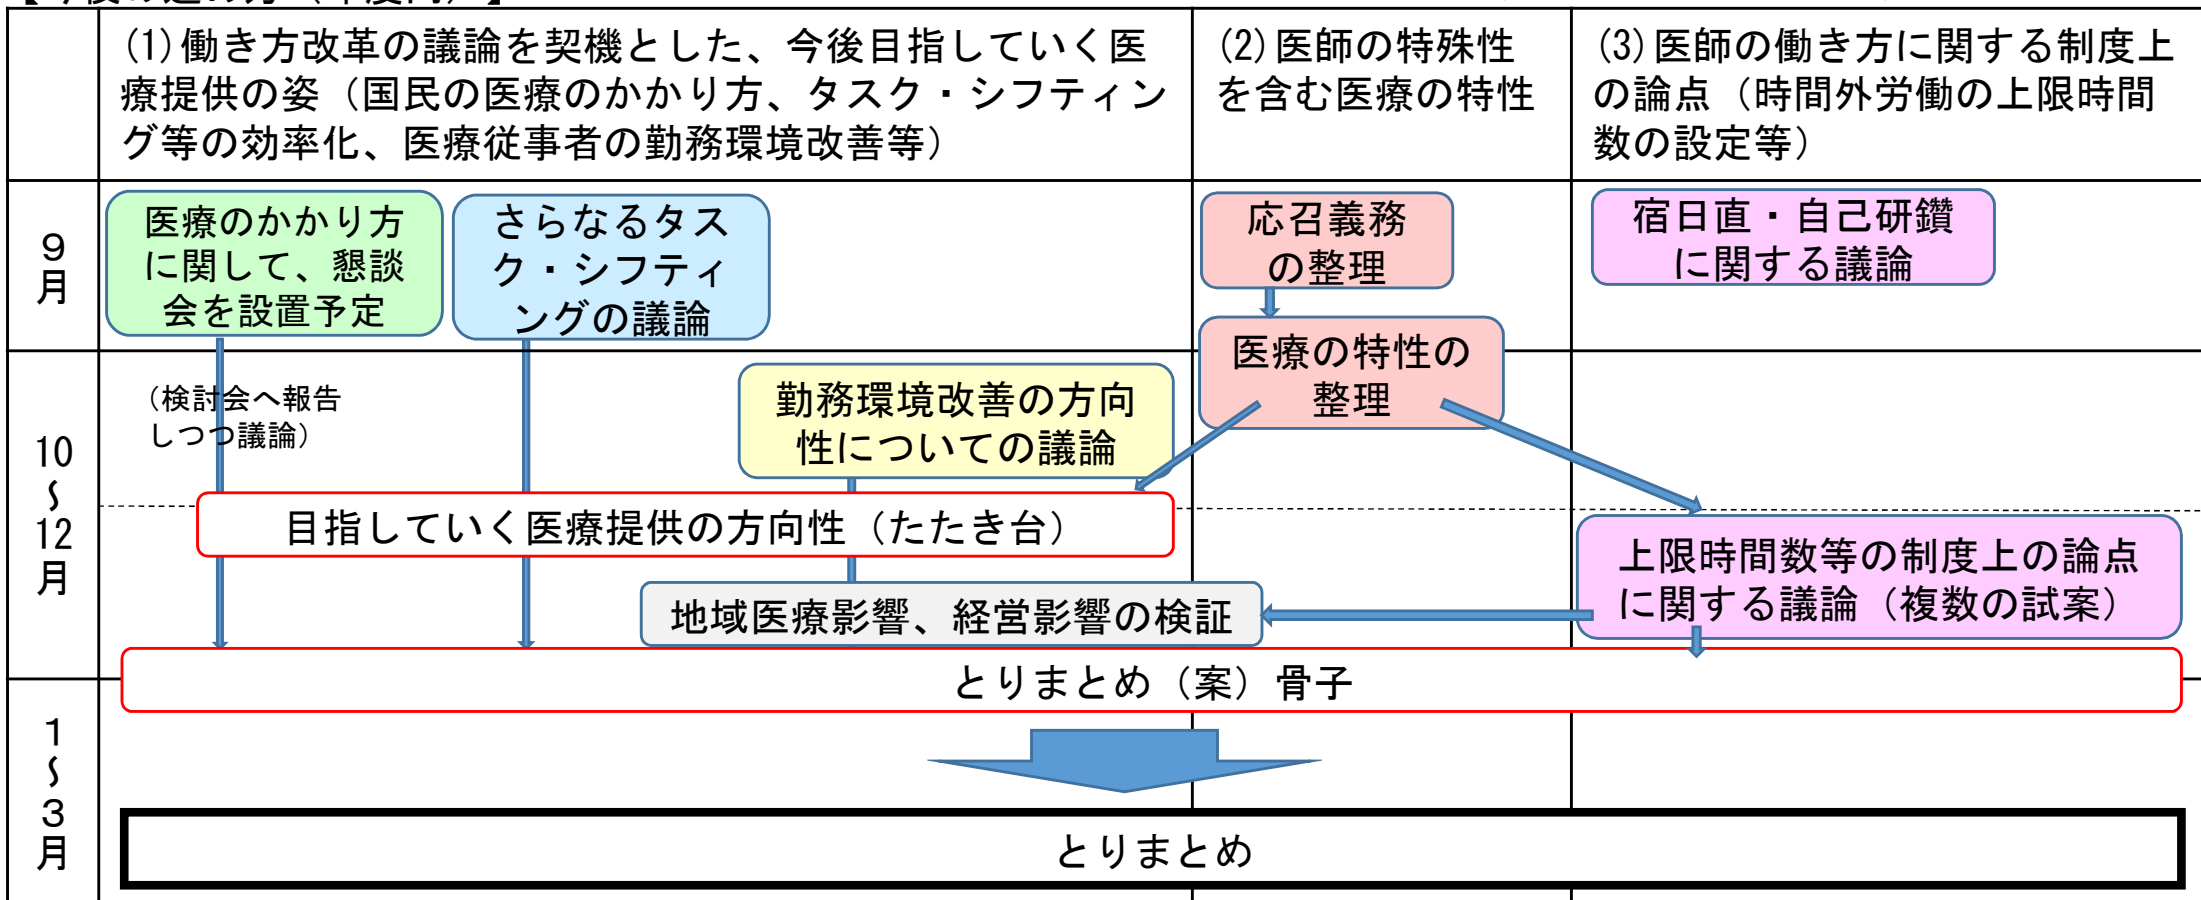 (1)働き方改革の議論を契機とした、今後目指していく医
療提供の姿（国民の医療のかかり方、タスク・シフティン
グ等の効率化、医療従事者の勤務環境改善等）
(2)医師の特殊性
を含む医療の特性
(3)医師の働き方に関する制度上
の論点（時間外労働の上限時間
数の設定等）
９月
医療のかかり方
に関して、懇談
会を設置予定
さらなるタス
ク・シフティ
ングの議論
応召義務
の整理
宿日直・自己研鑽
に関する議論
医療の特性の
整理
10～12月
（検討会へ報告
しつつ議論）
勤務環境改善の方向
性についての議論
目指していく医療提供の方向性（たたき台）
上限時間数等の制度上の論点
に関する議論（複数の試案）
地域医療影響、経営影響の検証
とりまとめ（案）骨子
１～３月
とりまとめ